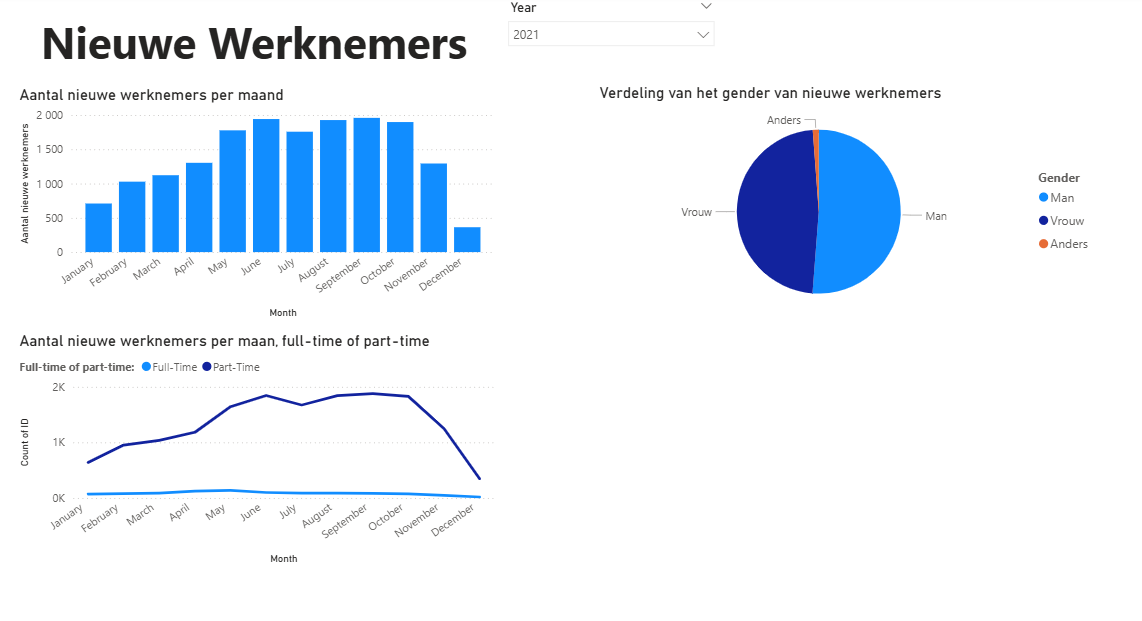 Nieuwe Werknemers
Year
2021
Aantal nieuwe werknemers per maand
Aantal nieuwe werknemers
2 000
1 500
1 000
500
0
January
February
March
April
May
June
July
August
September
October
November
December
Month
Verdeling van het gender van nieuwe werknemers
Anders
Vrouw
Man
Gender
Man
Vrouw
Anders
Aantal nieuwe werknemers per maan, full-time of part-time
Full-time of part-time: Full-Time Part-Time
Count of ID
2K
1K
0K
January
February
March
April
May
June
July
August
September
October
November
December
Month